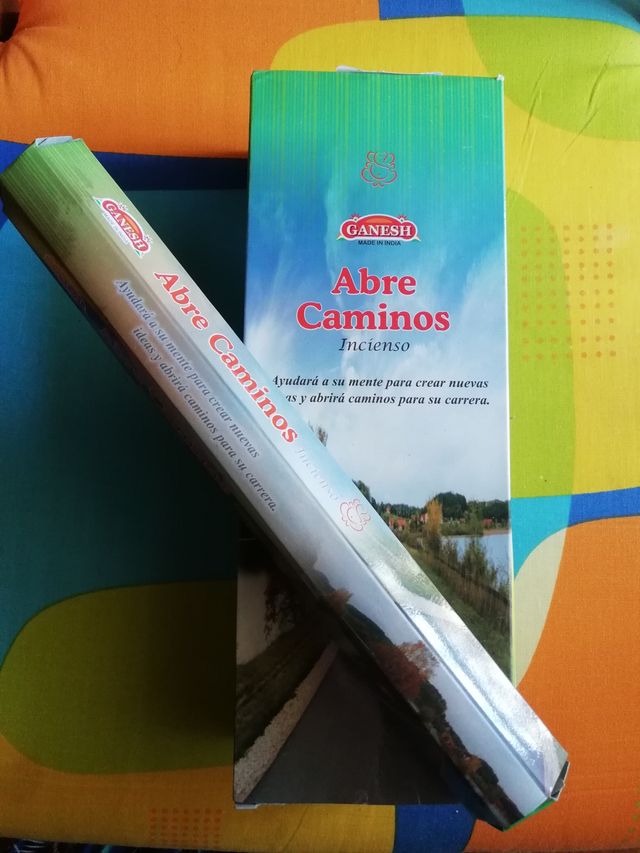 GANESH
MADE IN INDIA
Abre
Caminos
Incienso
Ayudará a su mente para crear nuevas
as y abrirá caminos para su carrera.
GANESH
Abre Caminos
Incienso
Ayudará a su mente para crear nuevas
ideas y abrirá caminos para su carrera.